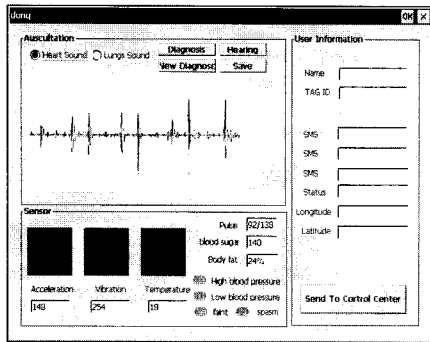 dong OK ×
Auscultation
Heart Sound Lungs Sound
Diagnosis Hearing
New Diagnose Save
Sensor
Acceleration Vibration Temperature
148 254 19
Pulse 92/138
blood sugar 140
Body fat 24%
High blood pressure
Low blood pressure
faint spasm
User Information
Name
TAG ID
SMS
SMS
SMS
Status
Longitude
Latitude
Send To Control Center